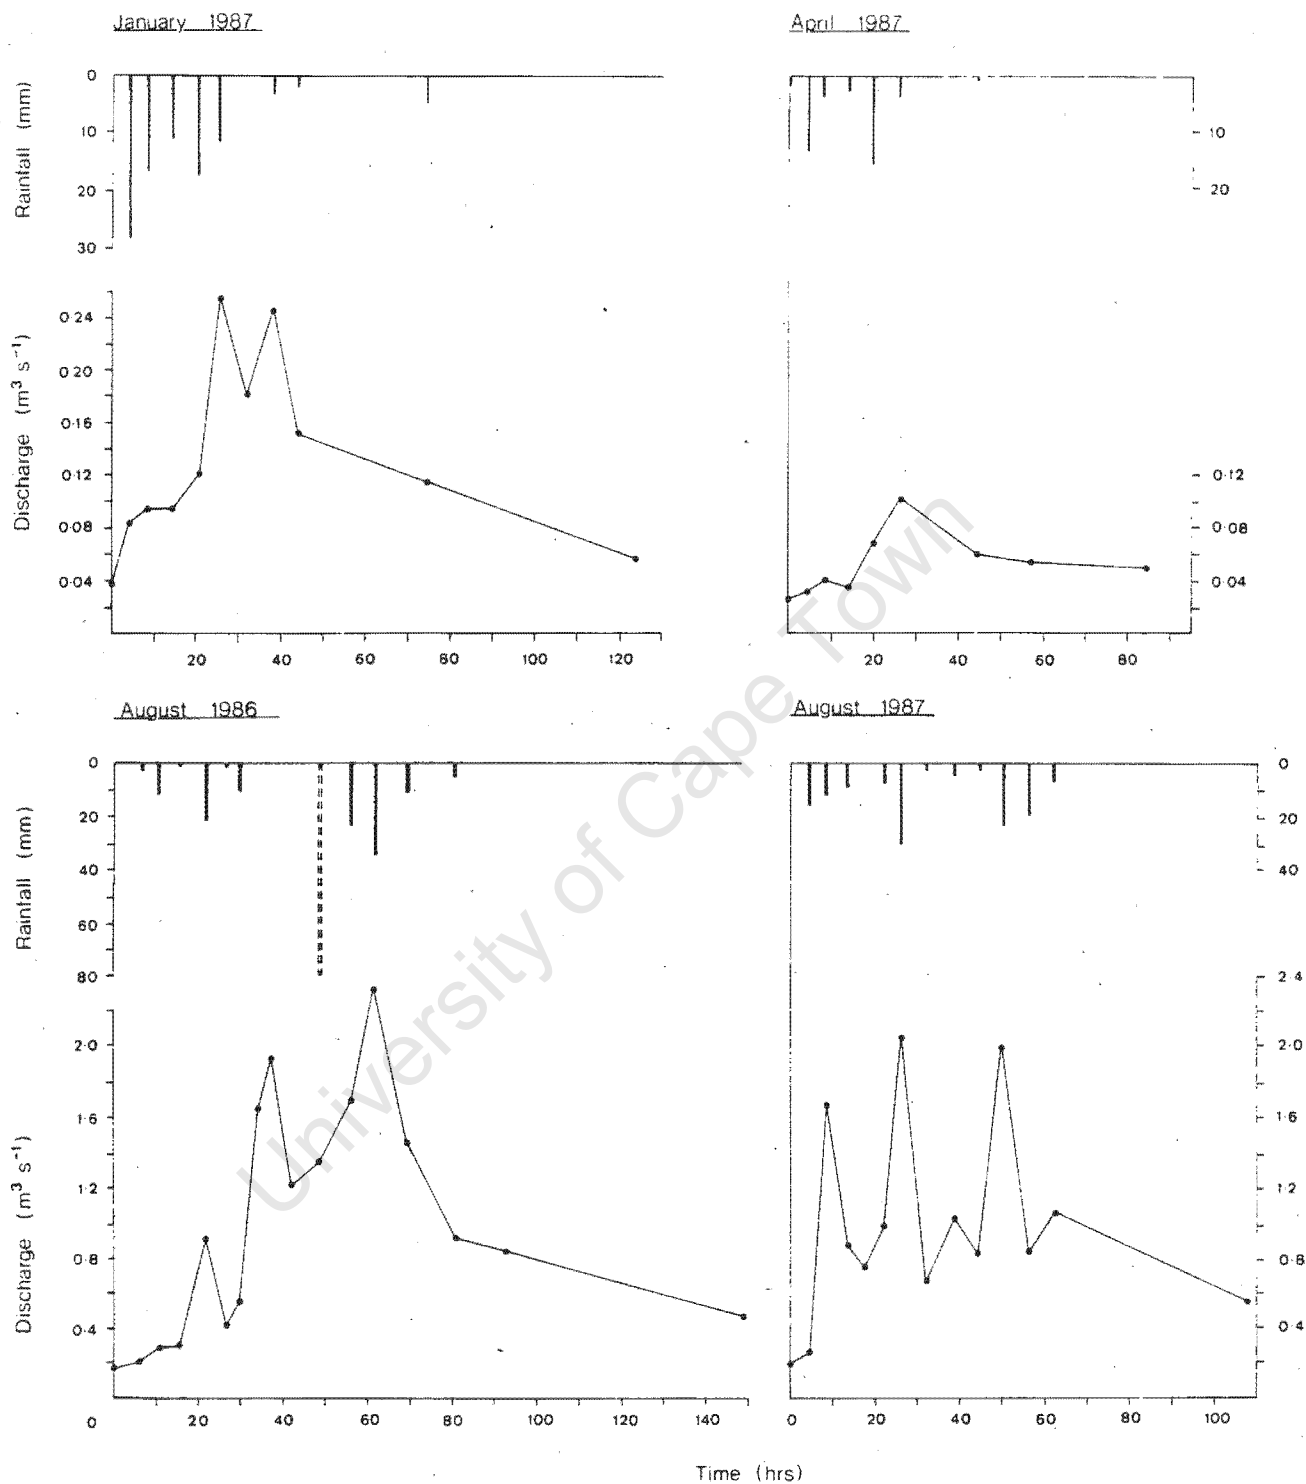 January 1987
April 1987
Rainfall (mm)
0
10
20
30
10
20
Discharge (m³ s⁻¹)
0·24
0·20
0·16
0·12
0·08
0·04
0·12
0·08
0·04
20 40 60 80 100 120
20 40 60 80
August 1986
August 1987
Rainfall (mm)
0
20
40
60
80
0
20
40
Discharge (m³ s⁻¹)
2·0
1·6
1·2
0·8
0·4
0
2·4
2·0
1·6
1·2
0·8
0·4
20 40 60 80 100 120 140
0 20 40 60 80 100
Time (hrs)
University of Cape Town